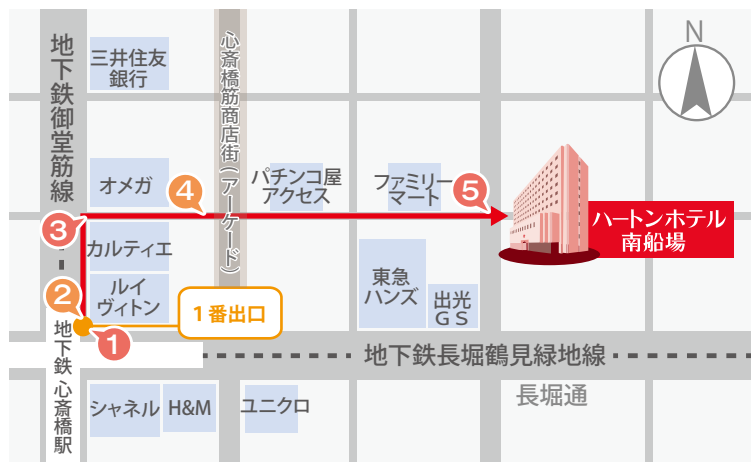 地下鉄御堂筋線
三井住友
銀行
心斎橋筋商店街(アーケード)
N
オメガ
4
パチンコ屋
アクセス
ファミリー
マート
5
3
ハートンホテル
南船場
カルティエ
ルイ
ヴィトン
2
1番出口
東急
ハンズ
出光
GS
1
地下鉄 心斎橋駅
地下鉄長堀鶴見緑地線
長堀通
シャネル
H&M
ユニクロ